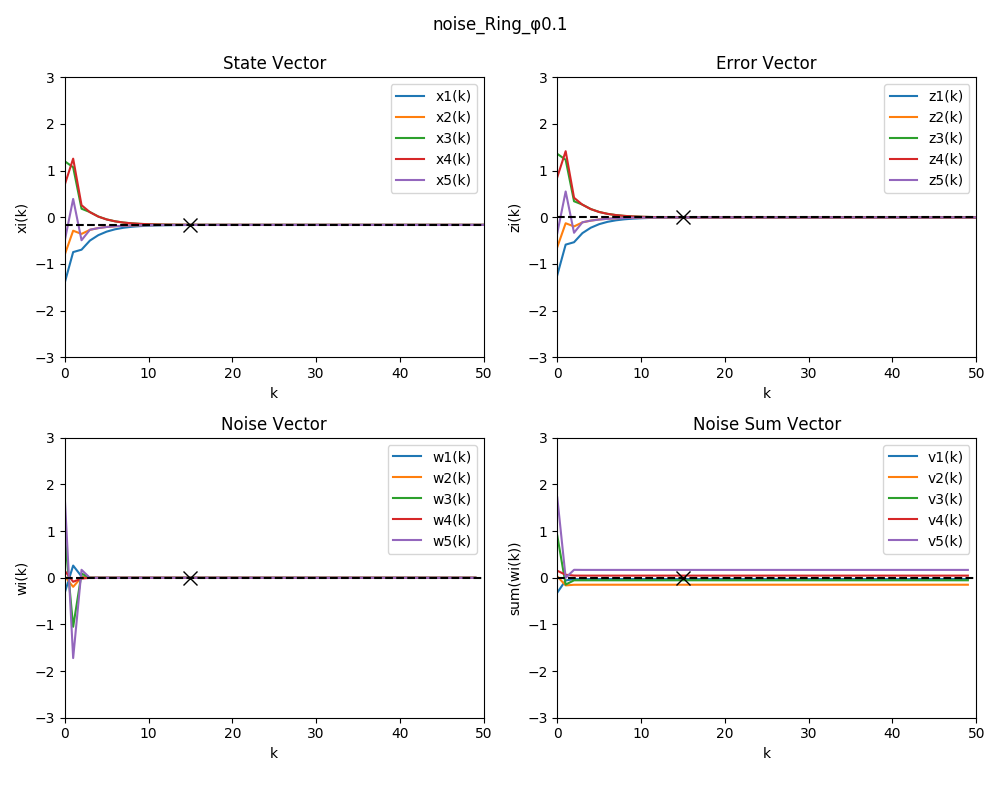 noise_Ring_φ0.1
State Vector
3
2
1
0
−1
−2
−3
xi(k)
0 10 20 30 40 50
k
x1(k)
x2(k)
x3(k)
x4(k)
x5(k)
Error Vector
3
2
1
0
−1
−2
−3
zi(k)
0 10 20 30 40 50
k
z1(k)
z2(k)
z3(k)
z4(k)
z5(k)
Noise Vector
3
2
1
0
−1
−2
−3
wi(k)
0 10 20 30 40 50
k
w1(k)
w2(k)
w3(k)
w4(k)
w5(k)
Noise Sum Vector
3
2
1
0
−1
−2
−3
sum(wi(k))
0 10 20 30 40 50
k
v1(k)
v2(k)
v3(k)
v4(k)
v5(k)